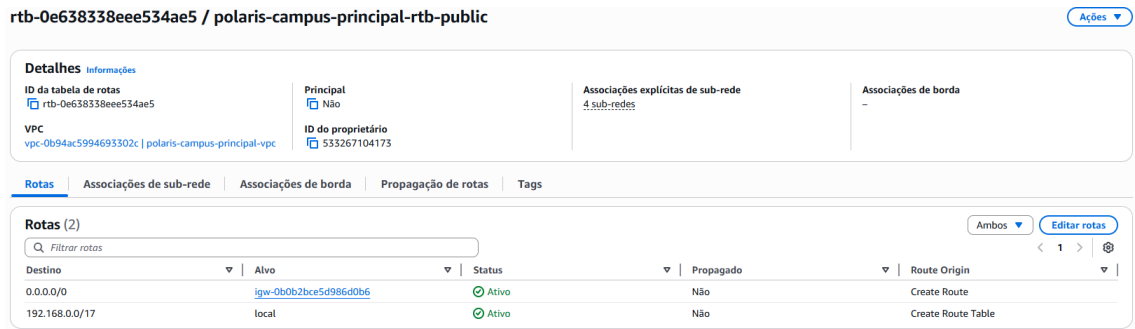 rtb-0e638338eee534ae5 / polaris-campus-principal-rtb-public
Ações
Detalhes Informações
ID da tabela de rotas
rtb-0e638338eee534ae5
Principal
Não
Associações explícitas de sub-rede
4 sub-redes
Associações de borda
–
VPC
vpc-0b94ac5994693302c | polaris-campus-principal-vpc
ID do proprietário
533267104173
Rotas Associações de sub-rede Associações de borda Propagação de rotas Tags
Rotas (2)
Ambos
Editar rotas
Filtrar rotas
1
Destino Alvo Status Propagado Route Origin
0.0.0.0/0 igw-0b0b2bce5d986d0b6 Ativo Não Create Route
192.168.0.0/17 local Ativo Não Create Route Table